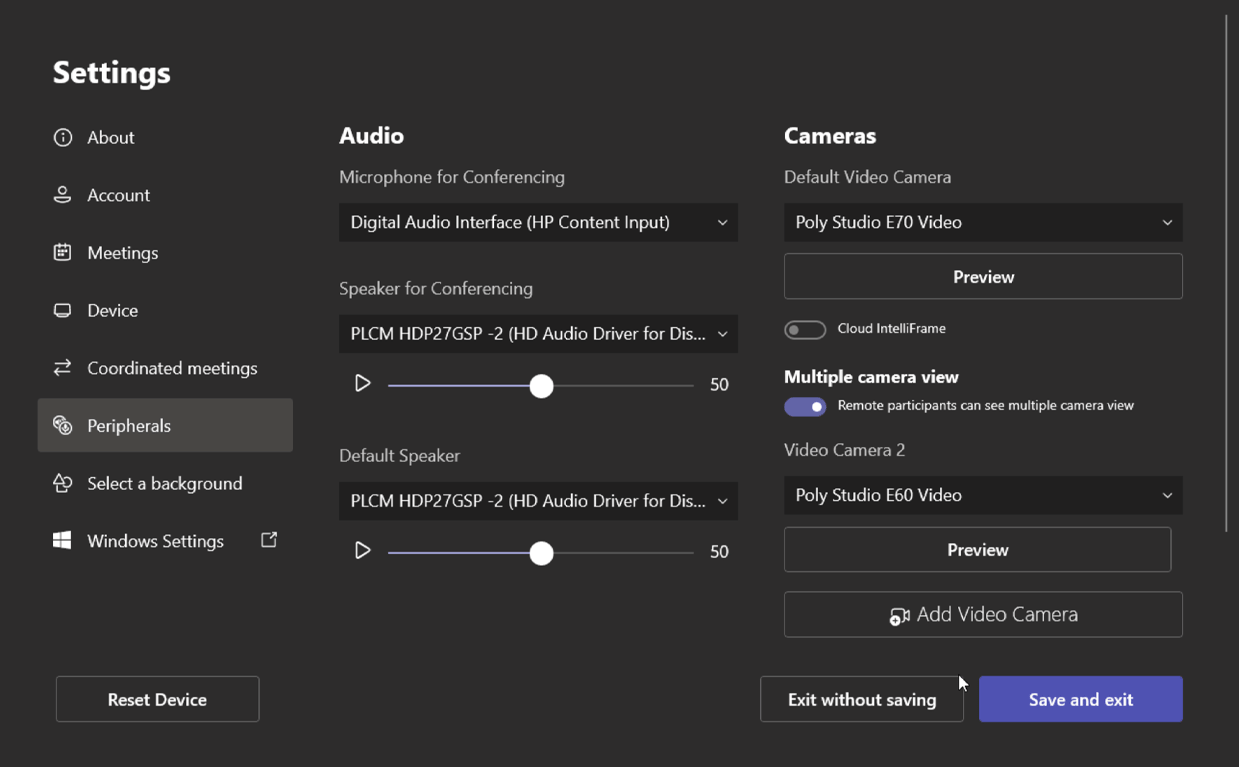 Settings
About
Account
Meetings
Device
Coordinated meetings
Peripherals
Select a background
Windows Settings
Audio
Microphone for Conferencing
Digital Audio Interface (HP Content Input)
Speaker for Conferencing
PLCM HDP27GSP -2 (HD Audio Driver for Dis...
50
Default Speaker
PLCM HDP27GSP -2 (HD Audio Driver for Dis...
50
Cameras
Default Video Camera
Poly Studio E70 Video
Preview
Cloud IntelliFrame
Multiple camera view
Remote participants can see multiple camera view
Video Camera 2
Poly Studio E60 Video
Preview
Add Video Camera
Reset Device
Exit without saving
Save and exit